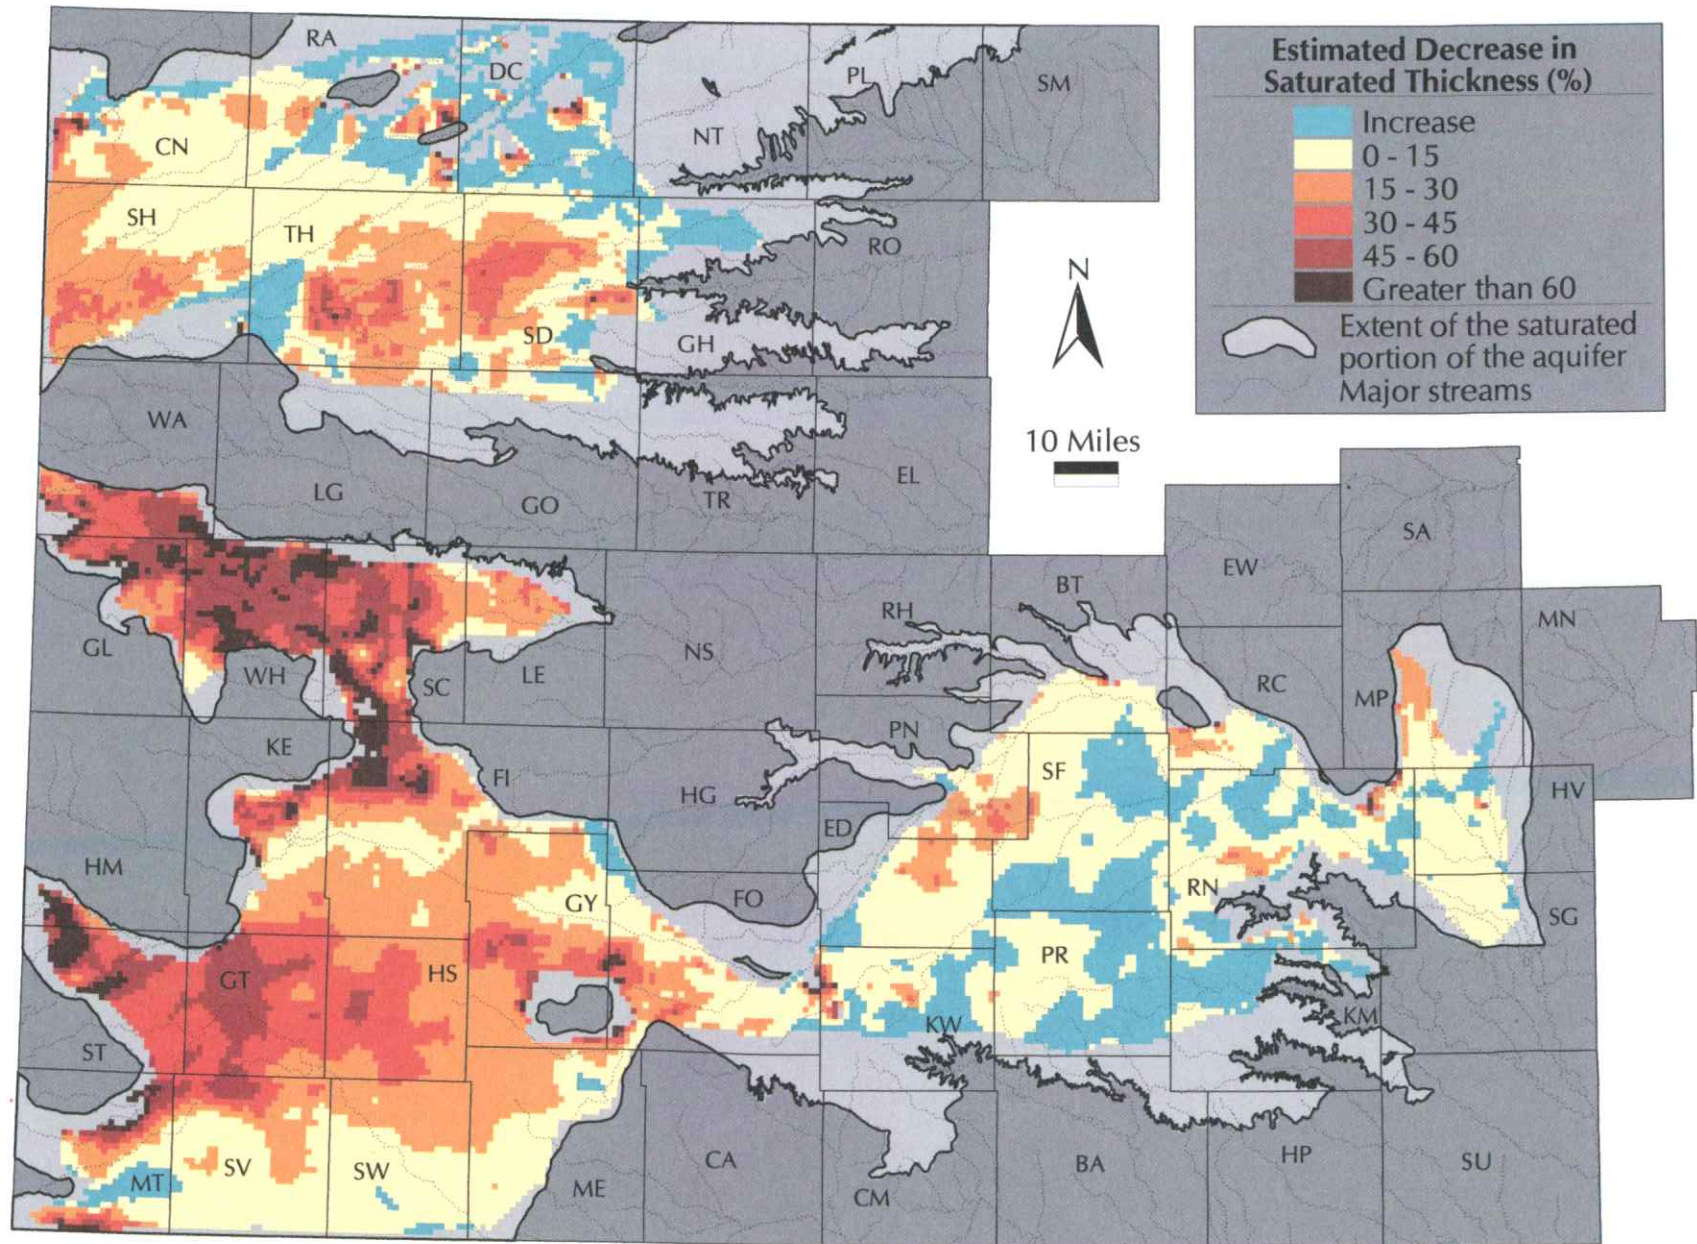 Estimated Decrease in
Saturated Thickness (%)
Increase
0 - 15
15 - 30
30 - 45
45 - 60
Greater than 60
Extent of the saturated
portion of the aquifer
Major streams
N
10 Miles
RA
DC
NT
PL
SM
CN
SH
TH
SD
GH
RO
WA
LG
GO
TR
EL
GL
WH
SC
LE
NS
RH
BT
EW
SA
RC
MP
MN
KE
FI
HG
PN
SF
HV
HM
ED
GY
FO
RN
SG
GT
HS
PR
ST
KW
KM
MT
SV
SW
ME
CA
CM
BA
HP
SU